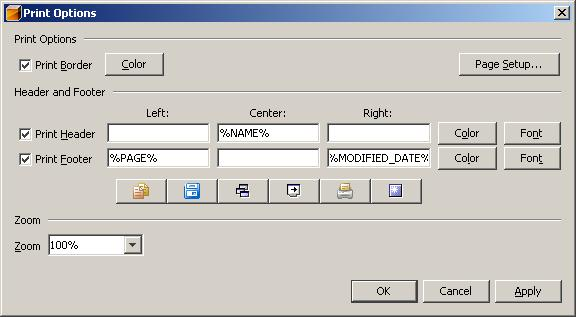 Print Options
Print Options
Print Border Color Page Setup...
Header and Footer
Left: Center: Right:
Print Header %NAME% Color Font
Print Footer %PAGE% %MODIFIED_DATE% Color Font
Zoom
Zoom 100%
OK Cancel Apply